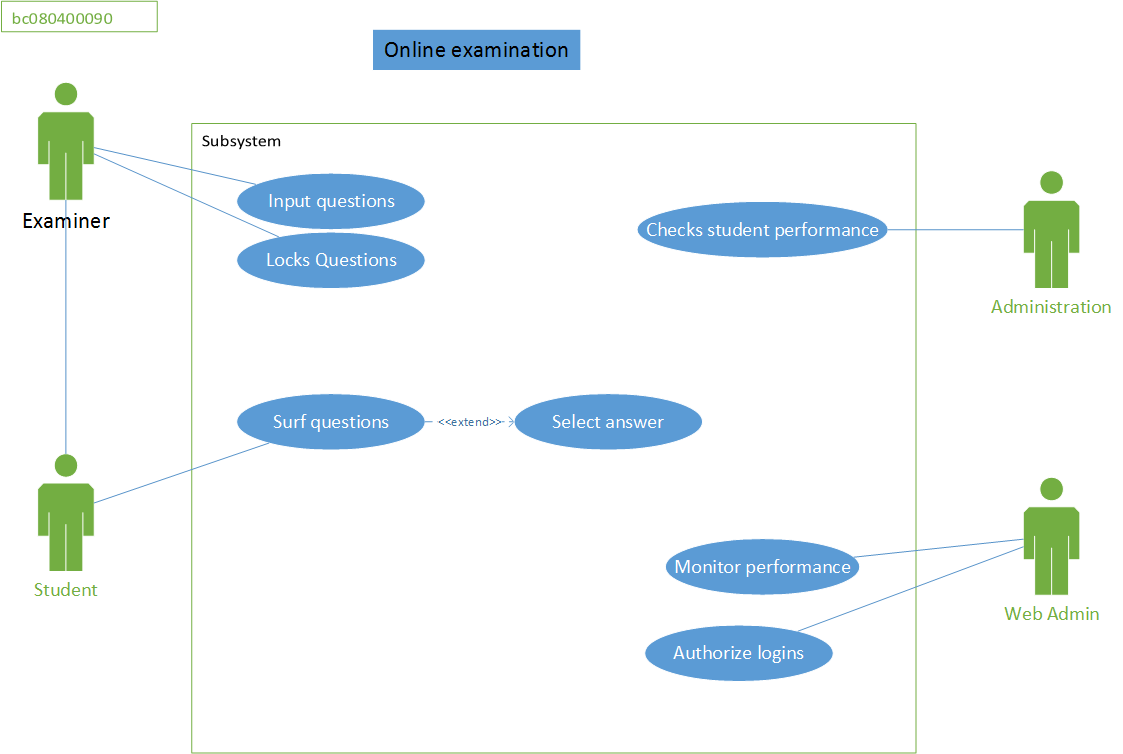 bc080400090
Online examination
Subsystem
Examiner
Input questions
Locks Questions
Checks student performance
Administration
Surf questions
<<extend>>
Select answer
Student
Monitor performance
Web Admin
Authorize logins